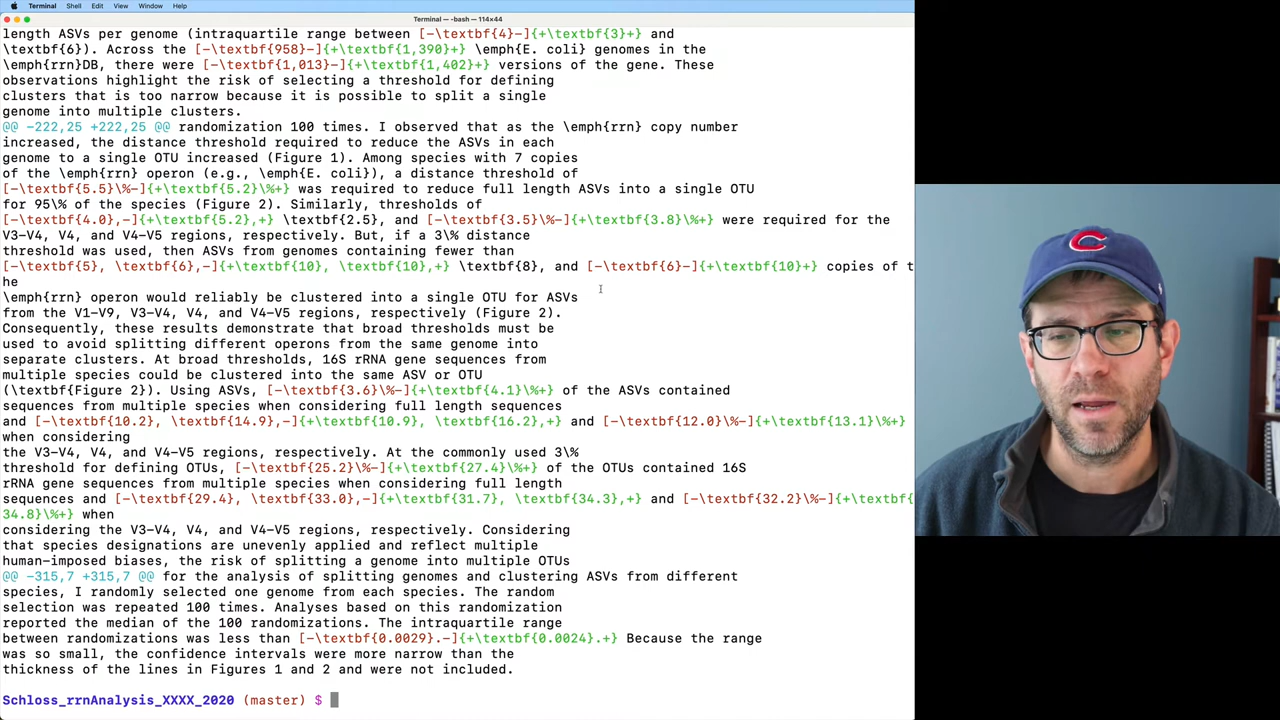 Terminal Shell Edit View Window Help
Terminal — -bash — 114×44
length ASVs per genome (intraquartile range between [-\textbf{4}-]{+\textbf{3}+} and
\textbf{6}). Across the [-\textbf{958}-]{+\textbf{1,390}+} \emph{E. coli} genomes in the
\emph{rrn}DB, there were [-\textbf{1,013}-]{+\textbf{1,402}+} versions of the gene. These
observations highlight the risk of selecting a threshold for defining
clusters that is too narrow because it is possible to split a single
genome into multiple clusters.
@@ -222,25 +222,25 @@ randomization 100 times. I observed that as the \emph{rrn} copy number
increased, the distance threshold required to reduce the ASVs in each
genome to a single OTU increased (Figure 1). Among species with 7 copies
of the \emph{rrn} operon (e.g., \emph{E. coli}), a distance threshold of
[-\textbf{5.5}\%-]{+\textbf{5.2}\%+} was required to reduce full length ASVs into a single OTU
for 95\% of the species (Figure 2). Similarly, thresholds of
[-\textbf{4.0},-]{+\textbf{5.2},+} \textbf{2.5}, and [-\textbf{3.5}\%-]{+\textbf{3.8}\%+} were required for the
V3-V4, V4, and V4-V5 regions, respectively. But, if a 3\% distance
threshold was used, then ASVs from genomes containing fewer than
[-\textbf{5}, \textbf{6},-]{+\textbf{10}, \textbf{10},+} \textbf{8}, and [-\textbf{6}-]{+\textbf{10}+} copies of t
he
\emph{rrn} operon would reliably be clustered into a single OTU for ASVs
from the V1-V9, V3-V4, V4, and V4-V5 regions, respectively (Figure 2).
Consequently, these results demonstrate that broad thresholds must be
used to avoid splitting different operons from the same genome into
separate clusters. At broad thresholds, 16S rRNA gene sequences from
multiple species could be clustered into the same ASV or OTU
(\textbf{Figure 2}). Using ASVs, [-\textbf{3.6}\%-]{+\textbf{4.1}\%+} of the ASVs contained
sequences from multiple species when considering full length sequences
and [-\textbf{10.2}, \textbf{14.9},-]{+\textbf{10.9}, \textbf{16.2},+} and [-\textbf{12.0}\%-]{+\textbf{13.1}\%+}
when considering
the V3-V4, V4, and V4-V5 regions, respectively. At the commonly used 3\%
threshold for defining OTUs, [-\textbf{25.2}\%-]{+\textbf{27.4}\%+} of the OTUs contained 16S
rRNA gene sequences from multiple species when considering full length
sequences and [-\textbf{29.4}, \textbf{33.0},-]{+\textbf{31.7}, \textbf{34.3},+} and [-\textbf{32.2}\%-]{+\textbf{
34.8}\%+} when
considering the V3-V4, V4, and V4-V5 regions, respectively. Considering
that species designations are unevenly applied and reflect multiple
human-imposed biases, the risk of splitting a genome into multiple OTUs
@@ -315,7 +315,7 @@ for the analysis of splitting genomes and clustering ASVs from different
species, I randomly selected one genome from each species. The random
selection was repeated 100 times. Analyses based on this randomization
reported the median of the 100 randomizations. The intraquartile range
between randomizations was less than [-\textbf{0.0029}.-]{+\textbf{0.0024}.+} Because the range
was so small, the confidence intervals were more narrow than the
thickness of the lines in Figures 1 and 2 and were not included.
Schloss_rrnAnalysis_XXXX_2020 (master) $